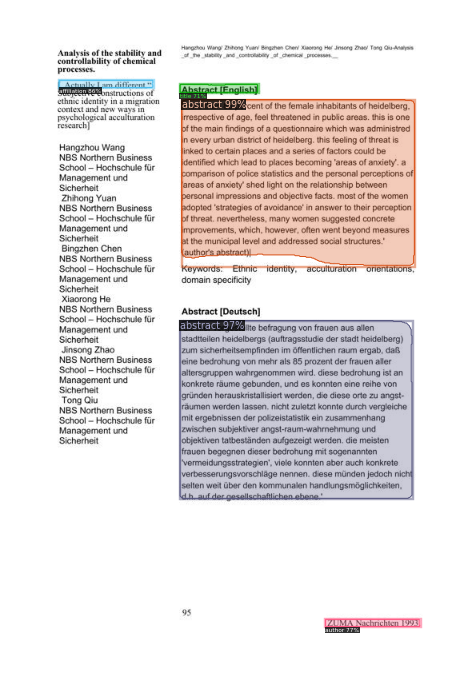 Hangzhou Wang/ Zhihong Yuan/ Bingzhen Chen/ Xiaorong He/ Jinsong Zhao/ Tong Qiu-Analysis
_of_the_stability_and_controllability_of_chemical_processes.__
Analysis of the stability and
controllability of chemical
processes.
„Actually I am different.“
affiliation 86%
constructions of
ethnic identity in a migration
context and new ways in
psychological acculturation
research]
Hangzhou Wang
NBS Northern Business
School – Hochschule für
Management und
Sicherheit
Zhihong Yuan
NBS Northern Business
School – Hochschule für
Management und
Sicherheit
Bingzhen Chen
NBS Northern Business
School – Hochschule für
Management und
Sicherheit
Xiaorong He
NBS Northern Business
School – Hochschule für
Management und
Sicherheit
Jinsong Zhao
NBS Northern Business
School – Hochschule für
Management und
Sicherheit
Tong Qiu
NBS Northern Business
School – Hochschule für
Management und
Sicherheit
Abstract [English]
title 71%
abstract 99%
cent of the female inhabitants of heidelberg,
irrespective of age, feel threatened in public areas. this is one
of the main findings of a questionnaire which was administred
in every urban district of heidelberg. this feeling of threat is
linked to certain places and a series of factors could be
identified which lead to places becoming 'areas of anxiety'. a
comparison of police statistics and the personal perceptions of
'areas of anxiety' shed light on the relationship between
personal impressions and objective facts. most of the women
adopted 'strategies of avoidance' in answer to their perception
of threat. nevertheless, many women suggested concrete
improvements, which, however, often went beyond measures
at the municipal level and addressed social structures.'
(author's abstract)|
Keywords: Ethnic identity, acculturation orientations,
domain specificity
Abstract [Deutsch]
abstract 97%
lte befragung von frauen aus allen
stadtteilen heidelbergs (auftragsstudie der stadt heidelberg)
zum sicherheitsempfinden im öffentlichen raum ergab, daß
eine bedrohung von mehr als 85 prozent der frauen aller
altersgruppen wahrgenommen wird. diese bedrohung ist an
konkrete räume gebunden, und es konnten eine reihe von
gründen herauskristallisiert werden, die diese orte zu angst-
räumen werden lassen. nicht zuletzt konnte durch vergleiche
mit ergebnissen der polizeistatistik ein zusammenhang
zwischen subjektiver angst-raum-wahrnehmung und
objektiven tatbeständen aufgezeigt werden. die meisten
frauen begegnen dieser bedrohung mit sogenannten
'vermeidungsstrategien', viele konnten aber auch konkrete
verbesserungsvorschläge nennen. diese münden jedoch nicht
selten weit über den kommunalen handlungsmöglichkeiten,
d.h. auf der gesellschaftlichen ebene.'
95
ZUMA Nachrichten 1993
author 77%